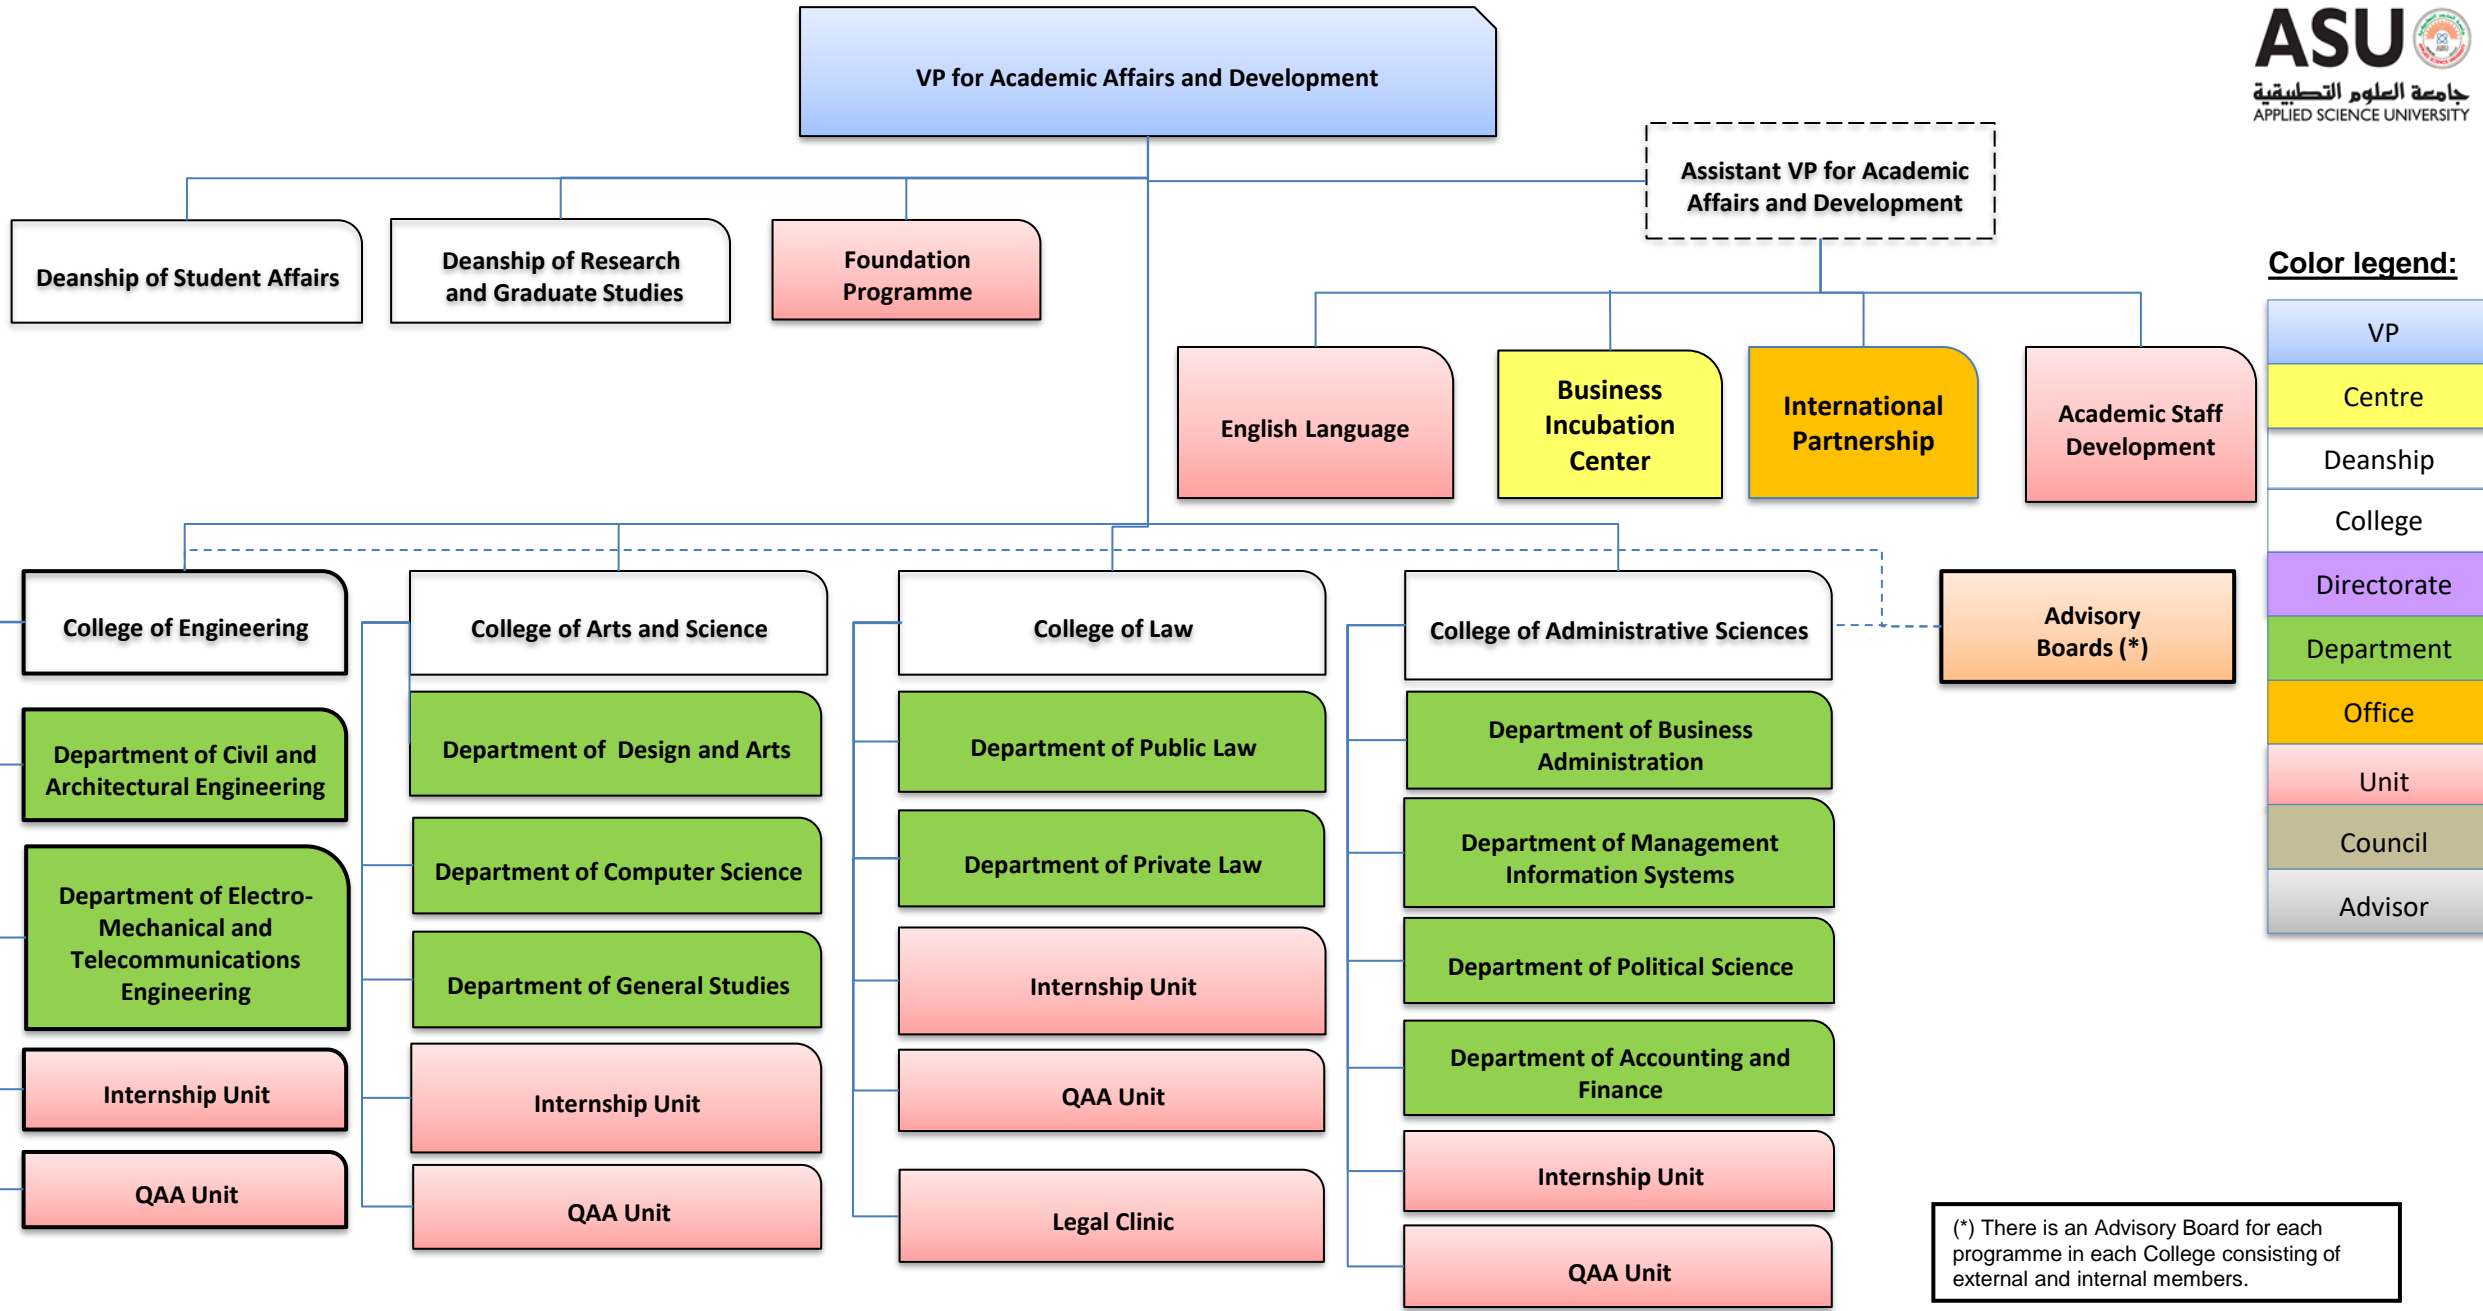 VP for Academic Affairs and Development
ASU
جامعة العلوم التطبيقية
APPLIED SCIENCE UNIVERSITY
Assistant VP for Academic
Affairs and Development
Deanship of Student Affairs
Deanship of Research
and Graduate Studies
Foundation
Programme
English Language
Business
Incubation
Center
International
Partnership
Academic Staff
Development
Color legend:
VP
Centre
Deanship
College
Directorate
Department
Office
Unit
Council
Advisor
College of Engineering
Department of Civil and
Architectural Engineering
Department of Electro-
Mechanical and
Telecommunications
Engineering
Internship Unit
QAA Unit
College of Arts and Science
Department of Design and Arts
Department of Computer Science
Department of General Studies
Internship Unit
QAA Unit
College of Law
Department of Public Law
Department of Private Law
Internship Unit
QAA Unit
Legal Clinic
College of Administrative Sciences
Department of Business
Administration
Department of Management
Information Systems
Department of Political Science
Department of Accounting and
Finance
Internship Unit
QAA Unit
Advisory
Boards (*)
(*) There is an Advisory Board for each
programme in each College consisting of
external and internal members.